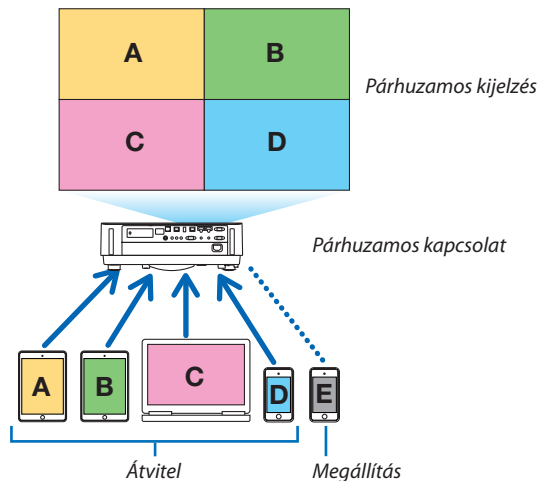 A B
Párhuzamos kijelzés
C D
Párhuzamos kapcsolat
A B C D E
Átvitel Megállítás